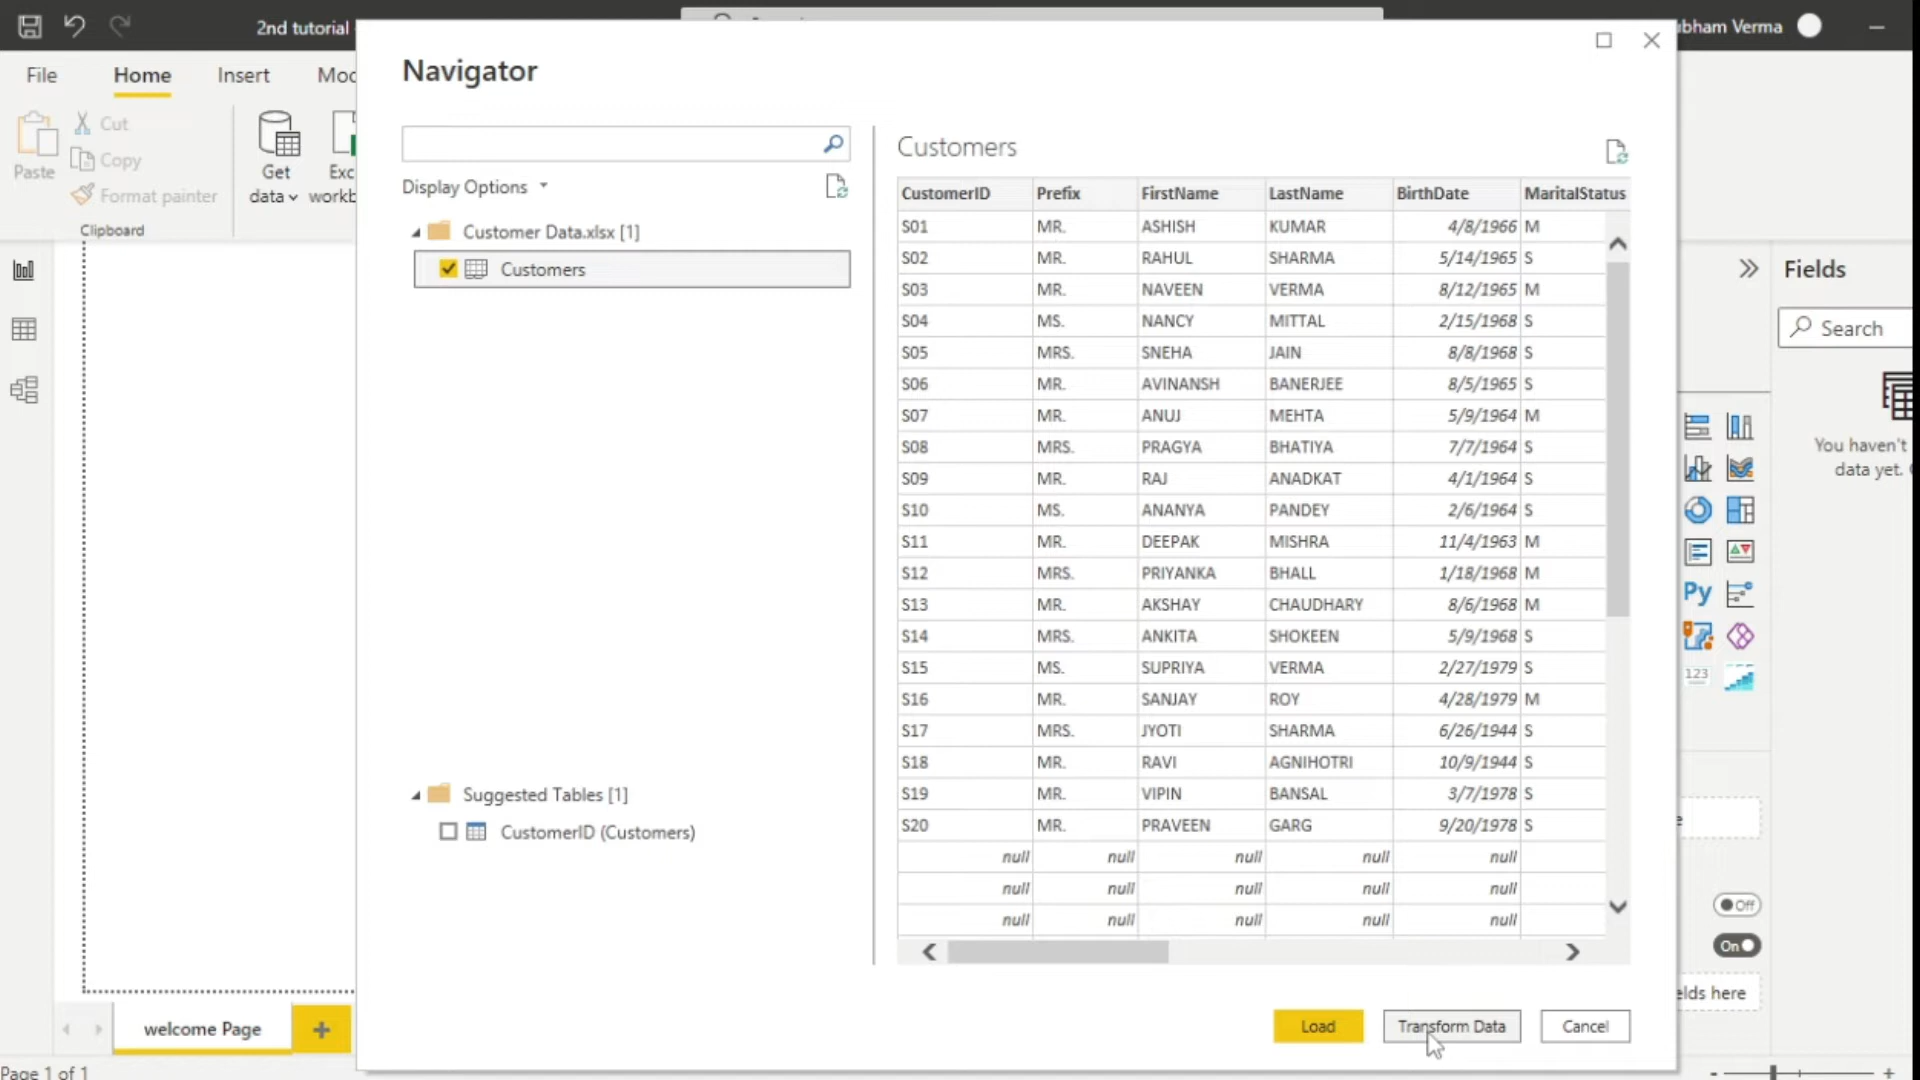 2nd tutorial
Shubham Verma
File Home Insert
Navigator
Paste
Cut
Copy
Format painter
Clipboard
Get
data
Customers
Display Options
Customer Data.xlsx [1]
Customers
Suggested Tables [1]
CustomerID (Customers)
CustomerID Prefix FirstName LastName BirthDate MaritalStatus
S01 MR. ASHISH KUMAR 4/8/1966 M
S02 MR. RAHUL SHARMA 5/14/1965 S
S03 MR. NAVEEN VERMA 8/12/1965 M
S04 MS. NANCY MITTAL 2/15/1968 S
S05 MRS. SNEHA JAIN 8/8/1968 S
S06 MR. AVINANSH BANERJEE 8/5/1965 S
S07 MR. ANUJ MEHTA 5/9/1964 M
S08 MRS. PRAGYA BHATIYA 7/7/1964 S
S09 MR. RAJ ANADKAT 4/1/1964 S
S10 MS. ANANYA PANDEY 2/6/1964 S
S11 MR. DEEPAK MISHRA 11/4/1963 M
S12 MRS. PRIYANKA BHALL 1/18/1968 M
S13 MR. AKSHAY CHAUDHARY 8/6/1968 M
S14 MRS. ANKITA SHOKEEN 5/9/1968 S
S15 MS. SUPRIYA VERMA 2/27/1979 S
S16 MR. SANJAY ROY 4/28/1979 M
S17 MRS. JYOTI SHARMA 6/26/1944 S
S18 MR. RAVI AGNIHOTRI 10/9/1944 S
S19 MR. VIPIN BANSAL 3/7/1978 S
S20 MR. PRAVEEN GARG 9/20/1978 S
null null null null null
null null null null null
null null null null null
Load Transform Data Cancel
Fields
Search
You haven't
data yet.
Py
123
Off
On
here
welcome Page
Page 1 of 1